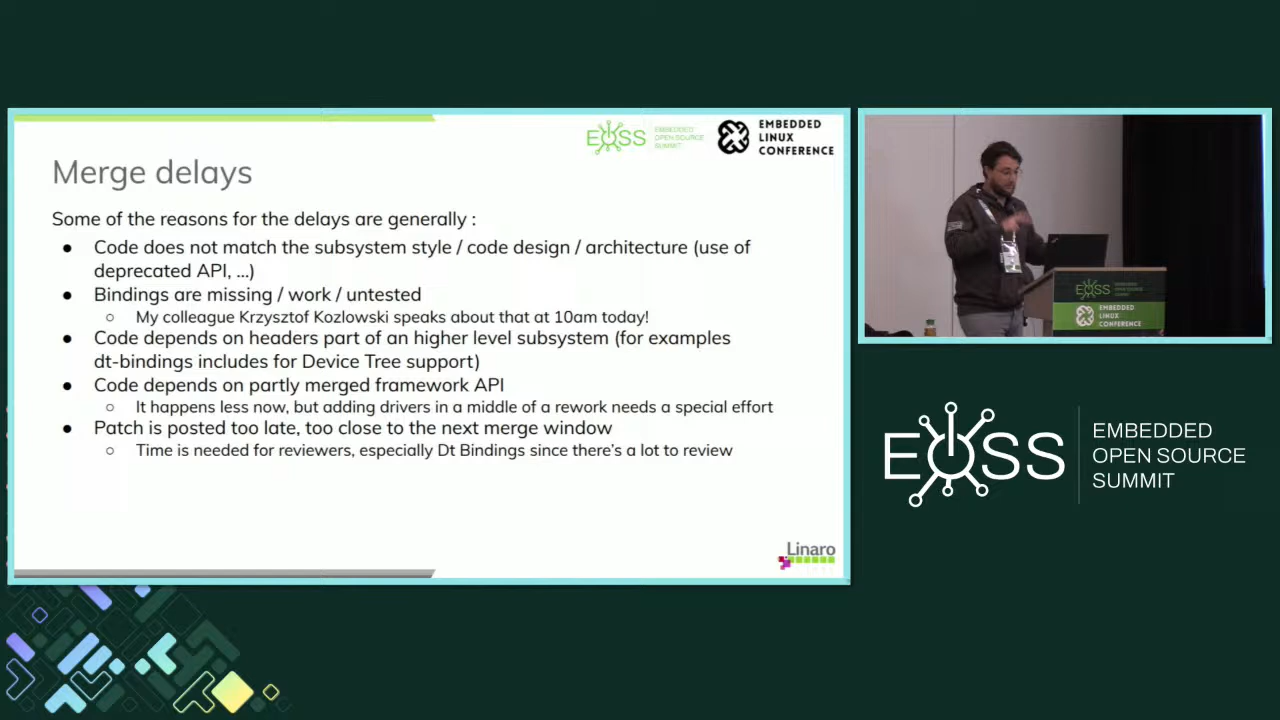 EOSS
EMBEDDED
OPEN SOURCE
SUMMIT
EMBEDDED
LINUX
CONFERENCE
Merge delays
Some of the reasons for the delays are generally :
● Code does not match the subsystem style / code design / architecture (use of
deprecated API, ...)
● Bindings are missing / work / untested
○ My colleague Krzysztof Kozlowski speaks about that at 10am today!
● Code depends on headers part of an higher level subsystem (for examples
dt-bindings includes for Device Tree support)
● Code depends on partly merged framework API
○ It happens less now, but adding drivers in a middle of a rework needs a special effort
● Patch is posted too late, too close to the next merge window
○ Time is needed for reviewers, especially Dt Bindings since there's a lot to review
Linaro
EOSS
EMBEDDED
LINUX
CONFERENCE
EOSS
EMBEDDED
OPEN SOURCE
SUMMIT